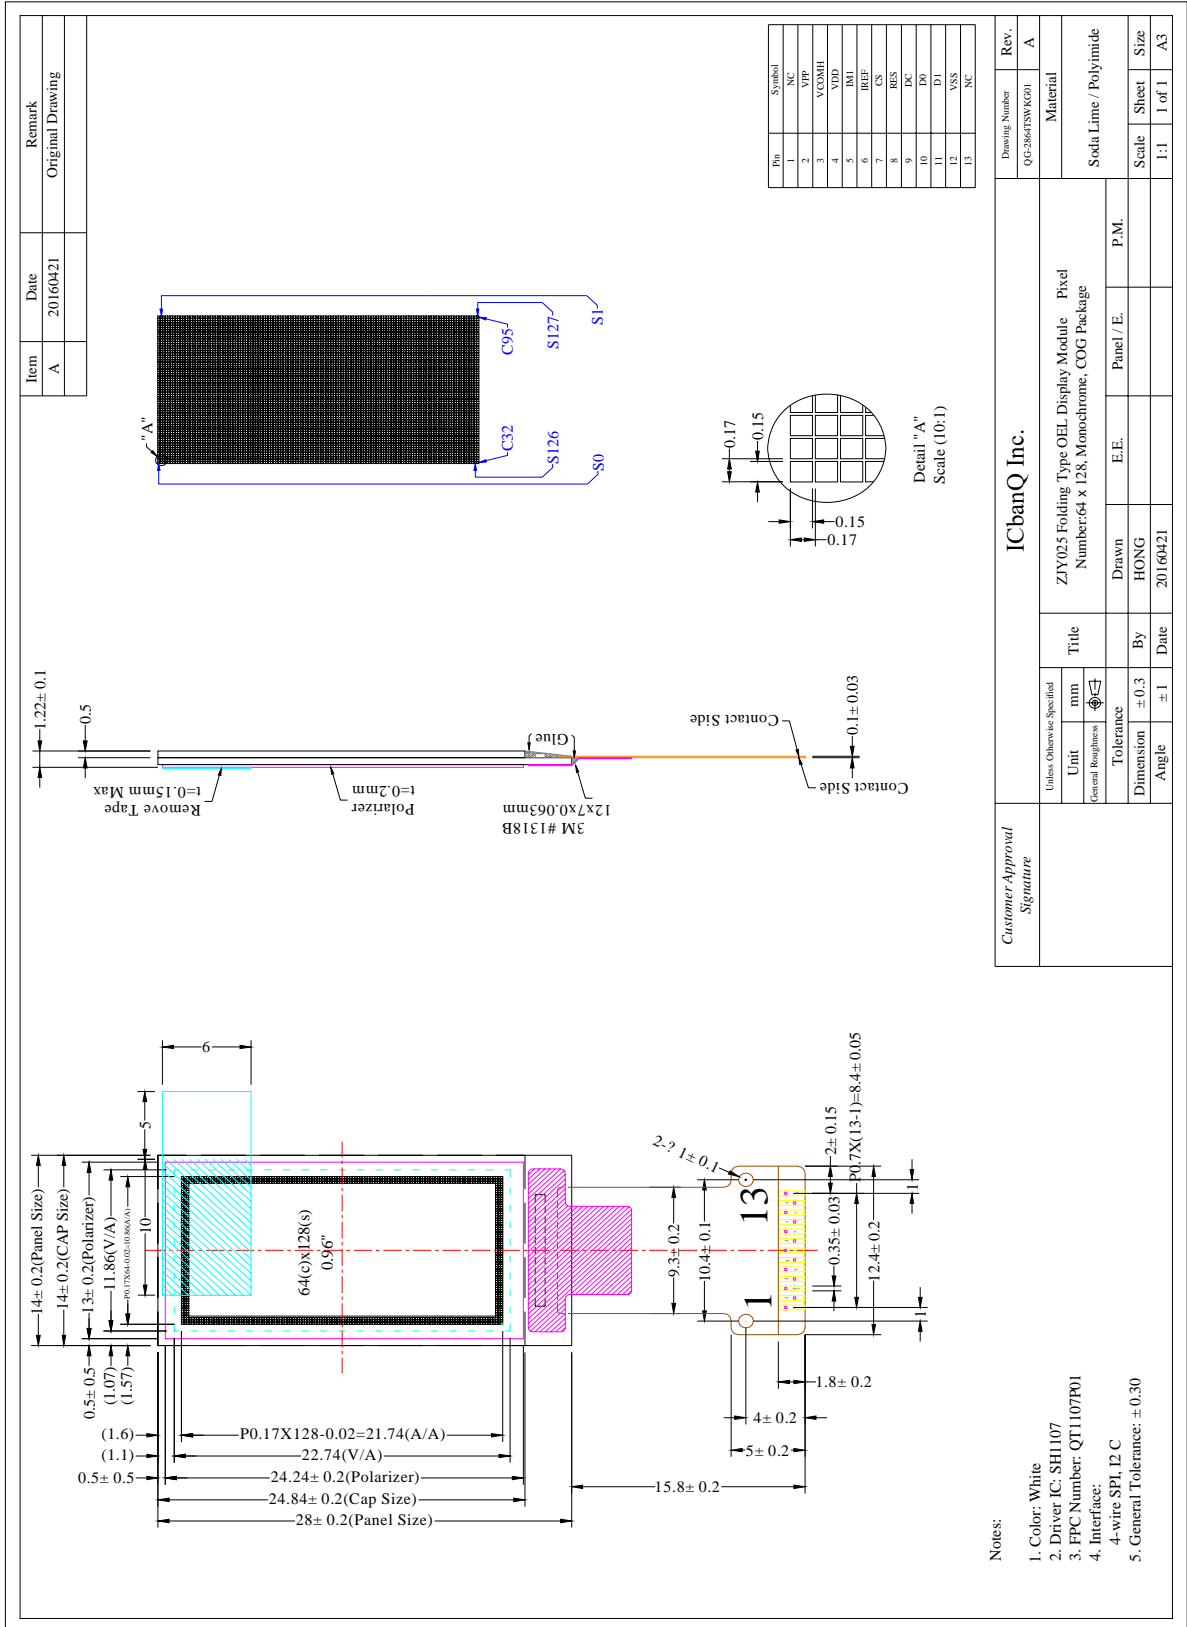 Item Date Remark
A 20160421 Original Drawing
14± 0.2(Panel Size)
14± 0.2(CAP Size)
13± 0.2(Polarizer)
11.86(V/A)
P0.17X64-0.02=10.86(A/A)
10
5
6
0.5± 0.5
(1.07)
(1.57)
64(c)x128(s)
0.96"
(1.6)
P0.17X128-0.02=21.74(A/A)
(1.1)
22.74(V/A)
0.5± 0.5
24.24± 0.2(Polarizer)
24.84± 0.2(Cap Size)
28± 0.2(Panel Size)
15.8± 0.2
9.3± 0.2
10.4± 0.1
2-? 1± 0.1
1 13
2± 0.15
P0.7X(13-1)=8.4± 0.05
0.35± 0.03
12.4± 0.2
1
1
1.8± 0.2
4± 0.2
5± 0.2
1.22± 0.1
0.5
Remove Tape
t=0.15mm Max
Polarizer
t=0.2mm
3M #1318B
12x7x0.063mm
Glue
Contact Side
Contact Side
0.1± 0.03
"A"
C32
C95
S126
S127
S0
S1
0.17
0.15
0.15
0.17
Detail "A"
Scale (10:1)
Pin Symbol
1 NC
2 VPP
3 VCOMH
4 VDD
5 IM1
6 IREF
7 CS
8 RES
9 DC
10 D0
11 D1
12 VSS
13 NC
Notes:
1. Color: White
2. Driver IC: SH1107
3. FPC Number: QT1107P01
4. Interface:
4-wire SPI, I2 C
5. General Tolerance: ± 0.30
Customer Approval
Signature
ICbanQ Inc.
Drawing Number Rev.
QG-2864TSWKG01 A
Unless Otherwise Specified
Unit mm
General Roughness
Tolerance
Dimension ± 0.3
Angle ± 1
Title
ZJY025 Folding Type OEL Display Module Pixel
Number:64 x 128, Monochrome, COG Package
Material
Soda Lime / Polyimide
Drawn E.E. Panel / E. P.M.
By HONG
Date 20160421
Scale Sheet Size
1:1 1 of 1 A3